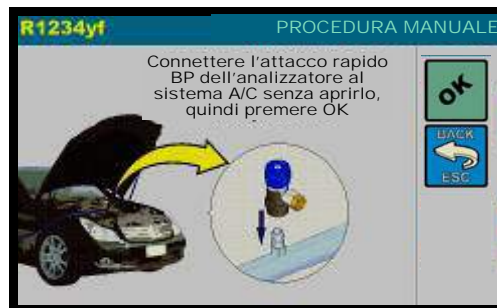 R1234yf
PROCEDURA MANUALE
Connettere l'attacco rapido
BP dell'analizzatore al
sistema A/C senza aprirlo,
quindi premere OK
OK
BACK
ESC